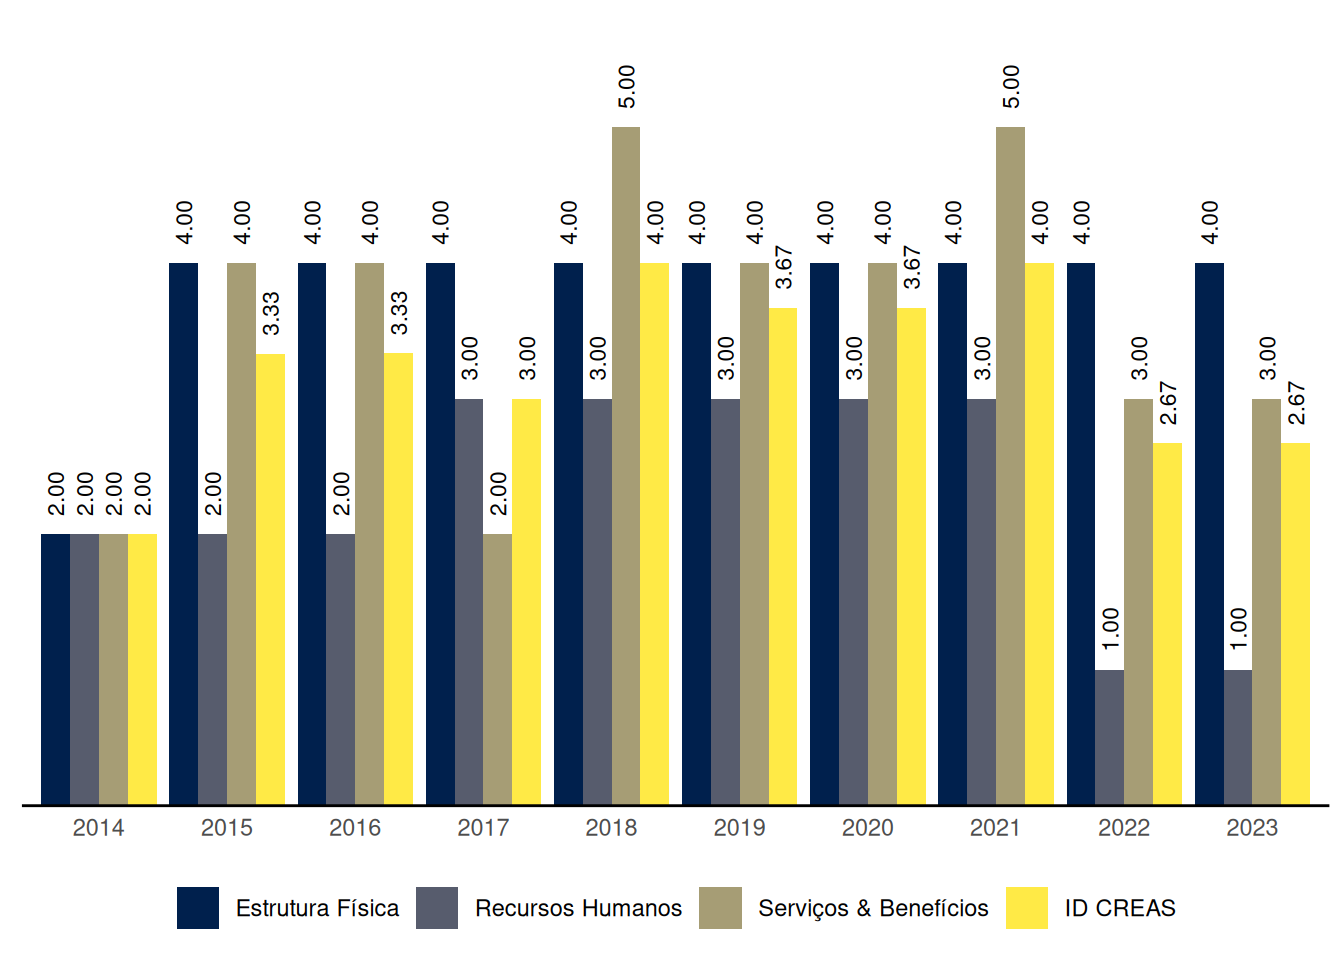 5.00 5.00
4.00 4.00 4.00 4.00 4.00 4.00 4.00 4.00 4.00 4.00 4.00 4.00 4.00 4.00 4.00
3.67 3.67
3.33 3.33
3.00 3.00 3.00 3.00 3.00 3.00 3.00 3.00
2.67 2.67
2.00 2.00 2.00 2.00 2.00 2.00 2.00
1.00 1.00
2014 2015 2016 2017 2018 2019 2020 2021 2022 2023
Estrutura Física Recursos Humanos Serviços & Benefícios ID CREAS